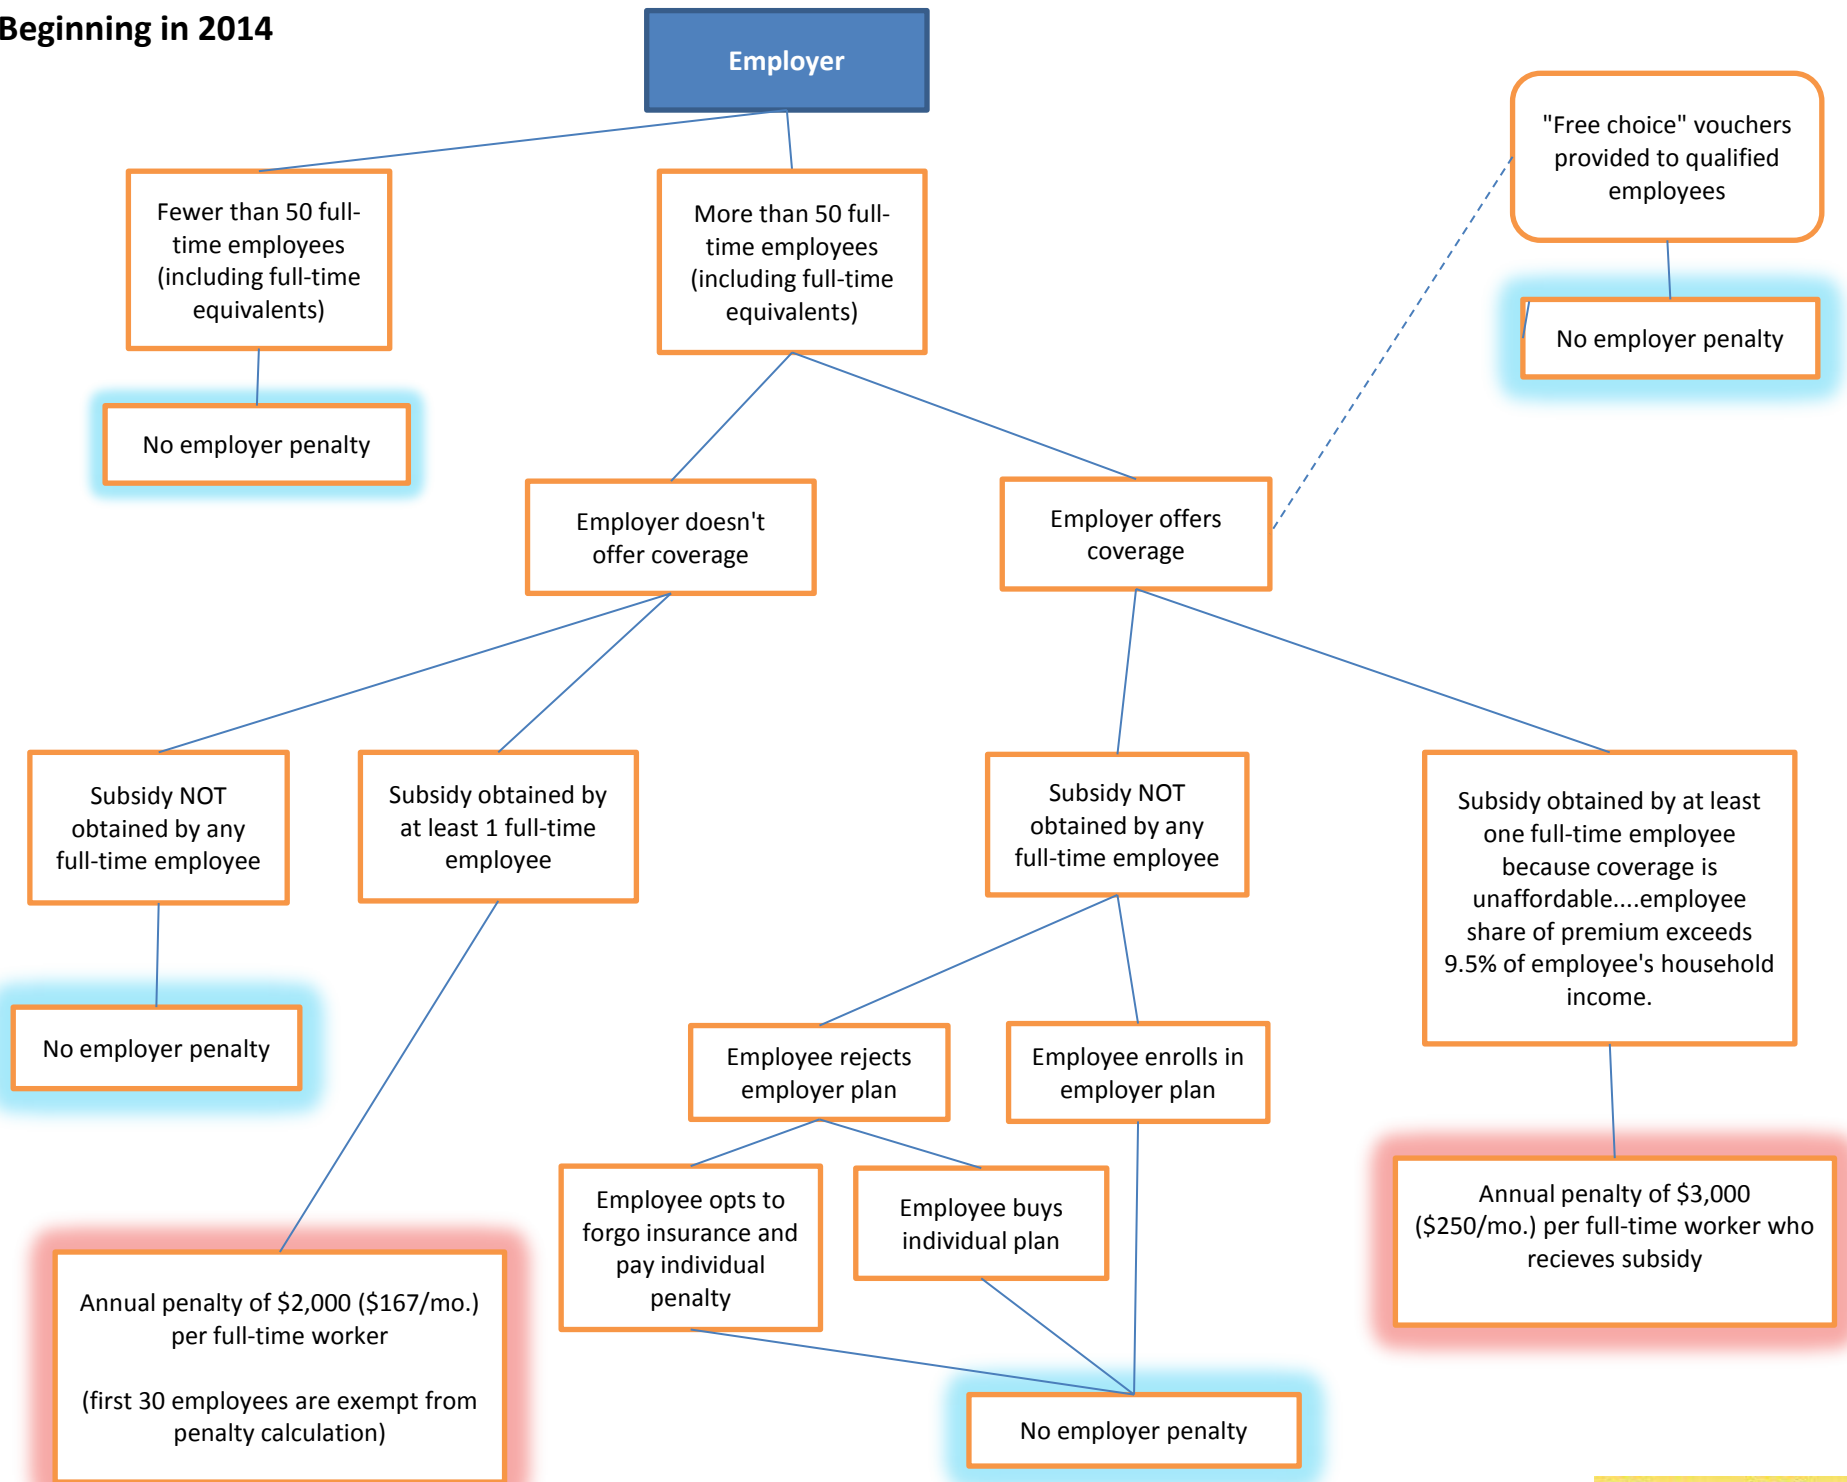 Beginning in 2014
Employer
"Free choice" vouchers
provided to qualified
employees
No employer penalty
Fewer than 50 full-
time employees
(including full-time
equivalents)
More than 50 full-
time employees
(including full-time
equivalents)
No employer penalty
Employer doesn't
offer coverage
Employer offers
coverage
Subsidy NOT
obtained by any
full-time employee
Subsidy obtained by
at least 1 full-time
employee
Subsidy NOT
obtained by any
full-time employee
Subsidy obtained by at least
one full-time employee
because coverage is
unaffordable....employee
share of premium exceeds
9.5% of employee's household
income.
No employer penalty
Employee rejects
employer plan
Employee enrolls in
employer plan
Employee opts to
forgo insurance and
pay individual
penalty
Employee buys
individual plan
Annual penalty of $3,000
($250/mo.) per full-time worker who
recieves subsidy
Annual penalty of $2,000 ($167/mo.)
per full-time worker
(first 30 employees are exempt from
penalty calculation)
No employer penalty